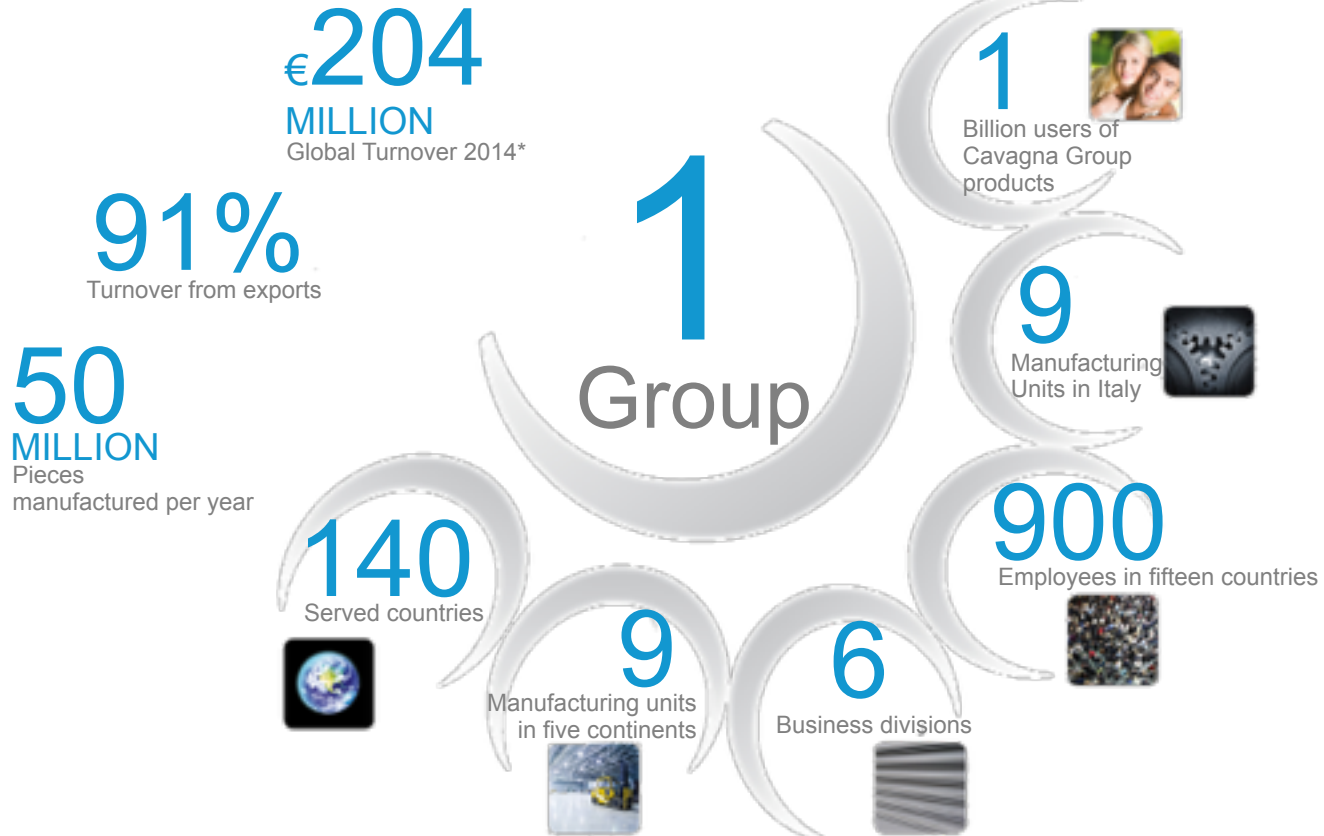 €204
MILLION
Global Turnover 2014*
91%
Turnover from exports
50
MILLION
Pieces
manufactured per year
1
Group
1
Billion users of
Cavagna Group
products
9
Manufacturing
Units in Italy
900
Employees in fifteen countries
6
Business divisions
9
Manufacturing units
in five continents
140
Served countries